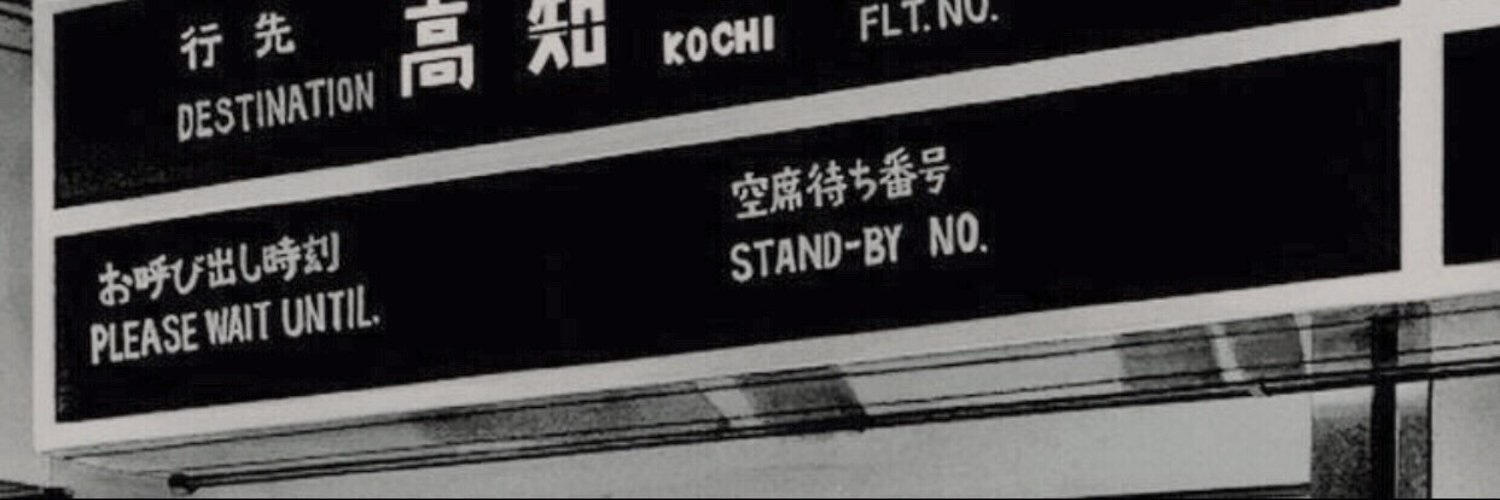 行先 高知 KOCHI FLT.NO.
DESTINATION
空席待ち番号
STAND-BY NO.
お呼び出し時刻
PLEASE WAIT UNTIL.